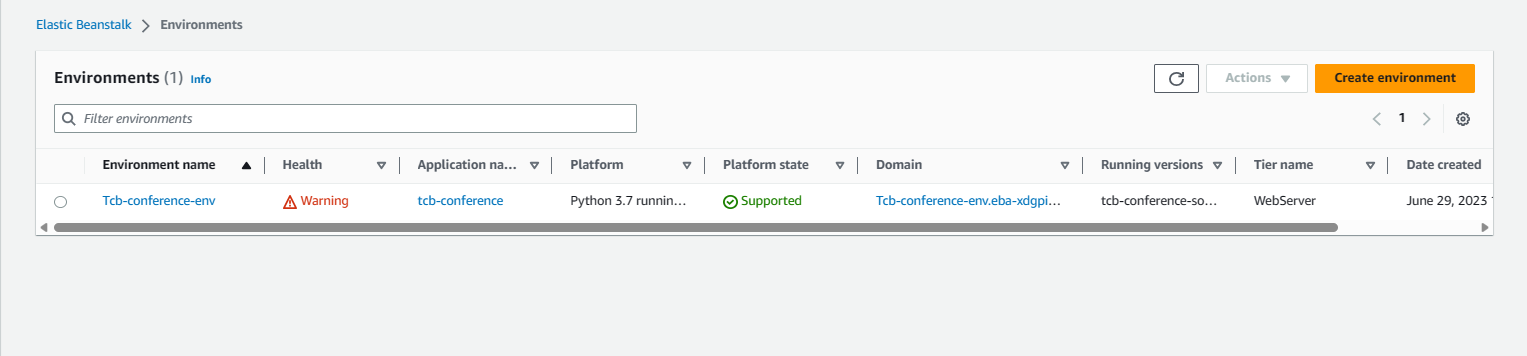 Elastic Beanstalk > Environments
Environments (1) Info
Actions
Create environment
Filter environments
1
Environment name Health Application na... Platform Platform state Domain Running versions Tier name Date created
Tcb-conference-env Warning tcb-conference Python 3.7 runnin... Supported Tcb-conference-env.eba-xdgpi... tcb-conference-so... WebServer June 29, 2023